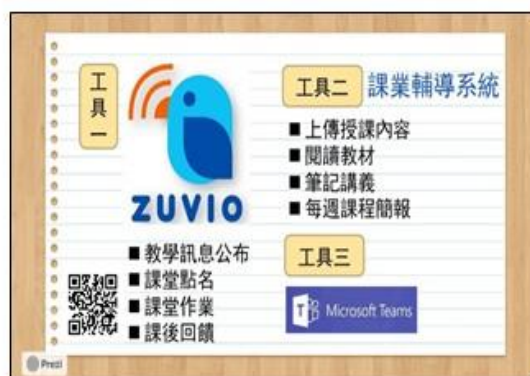 工具一
ZUVIO
■ 教學訊息公布
■ 課堂點名
■ 課堂作業
■ 課後回饋
工具二 課業輔導系統
■ 上傳授課內容
■ 閱讀教材
■ 筆記講義
■ 每週課程簡報
工具三
Microsoft Teams
Prezi